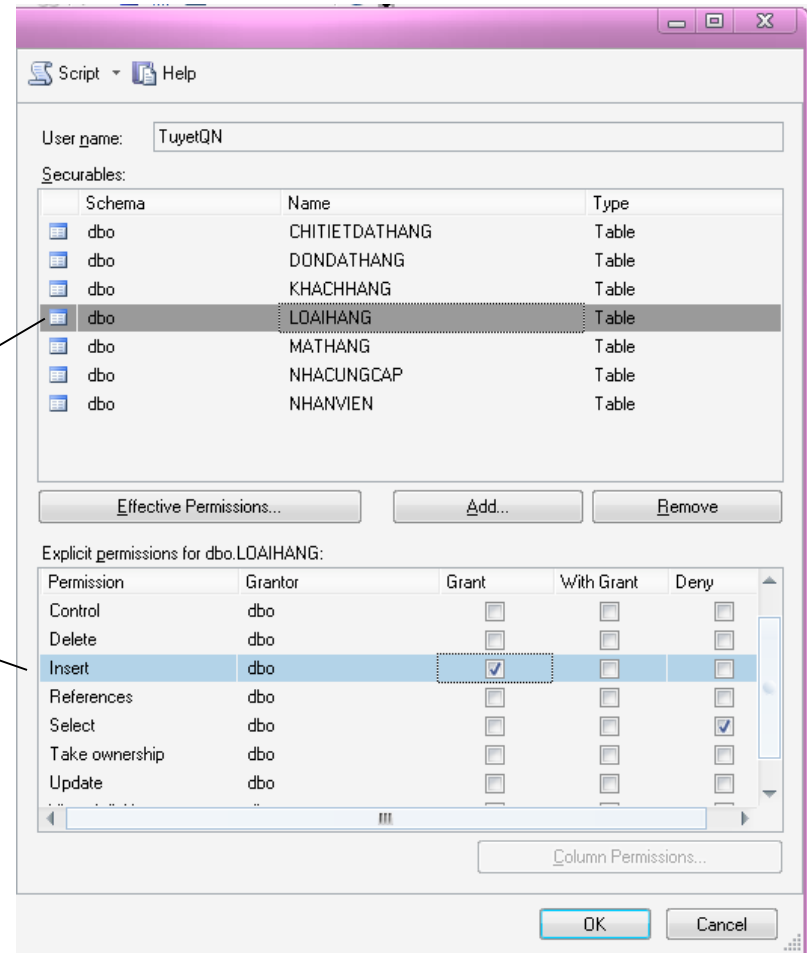 Script Help
User name: TuyetQN
Securables:
Schema Name Type
dbo CHITIETDATHANG Table
dbo DONDATHANG Table
dbo KHACHHANG Table
dbo LOAIHANG Table
dbo MATHANG Table
dbo NHACUNGCAP Table
dbo NHANVIEN Table
Effective Permissions... Add... Remove
Explicit permissions for dbo.LOAIHANG:
Permission Grantor Grant With Grant Deny
Control dbo
Delete dbo
Insert dbo
References dbo
Select dbo
Take ownership dbo
Update dbo
Column Permissions...
OK Cancel